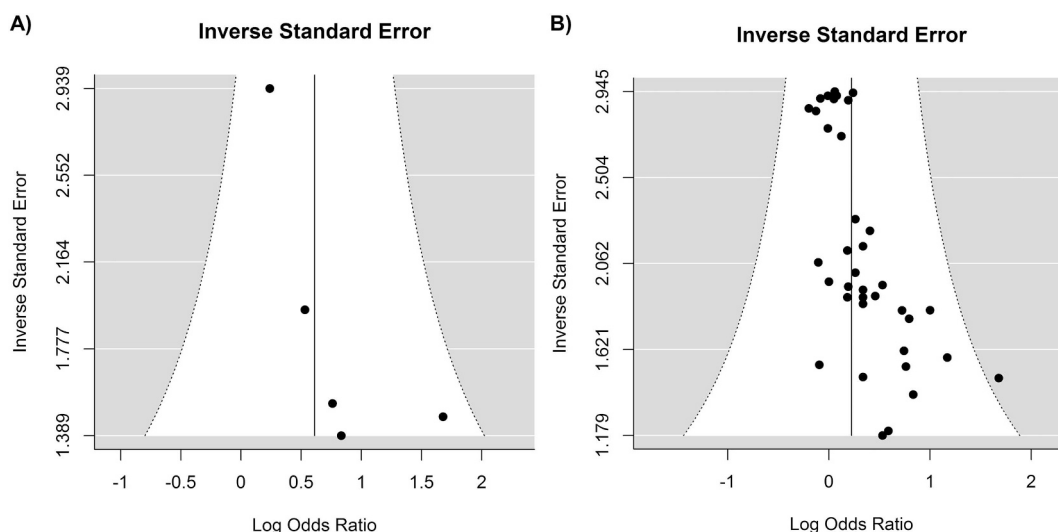 A)
Inverse Standard Error
Inverse Standard Error
2.939
2.552
2.164
1.777
1.389
-1 -0.5 0 0.5 1 1.5 2
Log Odds Ratio
B)
Inverse Standard Error
Inverse Standard Error
2.945
2.504
2.062
1.621
1.179
-1 0 1 2
Log Odds Ratio